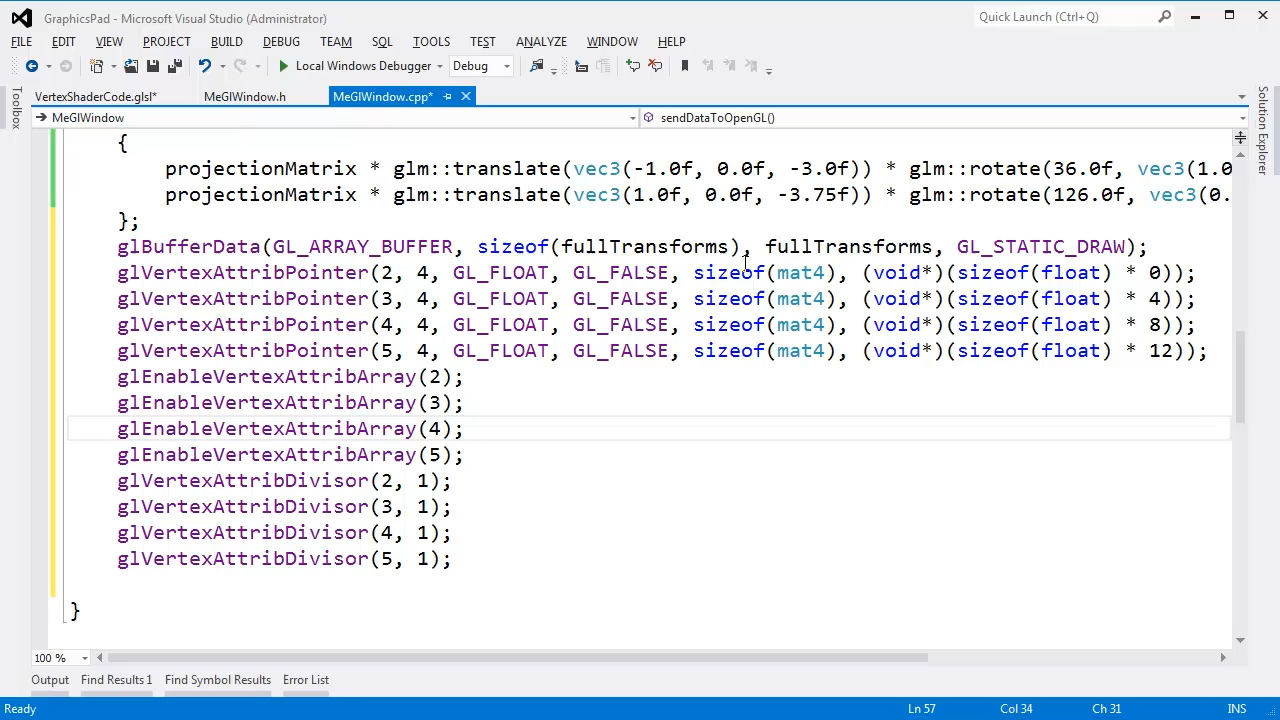 GraphicsPad - Microsoft Visual Studio (Administrator)
Quick Launch (Ctrl+Q)
FILE EDIT VIEW PROJECT BUILD DEBUG TEAM SQL TOOLS TEST ANALYZE WINDOW HELP
Local Windows Debugger Debug
VertexShaderCode.glsl* MeGlWindow.h MeGlWindow.cpp*
MeGlWindow sendDataToOpenGL()
Toolbox
Solution Explorer
{
projectionMatrix * glm::translate(vec3(-1.0f, 0.0f, -3.0f)) * glm::rotate(36.0f, vec3(1.0
projectionMatrix * glm::translate(vec3(1.0f, 0.0f, -3.75f)) * glm::rotate(126.0f, vec3(0.
};
glBufferData(GL_ARRAY_BUFFER, sizeof(fullTransforms), fullTransforms, GL_STATIC_DRAW);
glVertexAttribPointer(2, 4, GL_FLOAT, GL_FALSE, sizeof(mat4), (void*)(sizeof(float) * 0));
glVertexAttribPointer(3, 4, GL_FLOAT, GL_FALSE, sizeof(mat4), (void*)(sizeof(float) * 4));
glVertexAttribPointer(4, 4, GL_FLOAT, GL_FALSE, sizeof(mat4), (void*)(sizeof(float) * 8));
glVertexAttribPointer(5, 4, GL_FLOAT, GL_FALSE, sizeof(mat4), (void*)(sizeof(float) * 12));
glEnableVertexAttribArray(2);
glEnableVertexAttribArray(3);
glEnableVertexAttribArray(4);
glEnableVertexAttribArray(5);
glVertexAttribDivisor(2, 1);
glVertexAttribDivisor(3, 1);
glVertexAttribDivisor(4, 1);
glVertexAttribDivisor(5, 1);
}
100 %
Output Find Results 1 Find Symbol Results Error List
Ready Ln 57 Col 34 Ch 31 INS